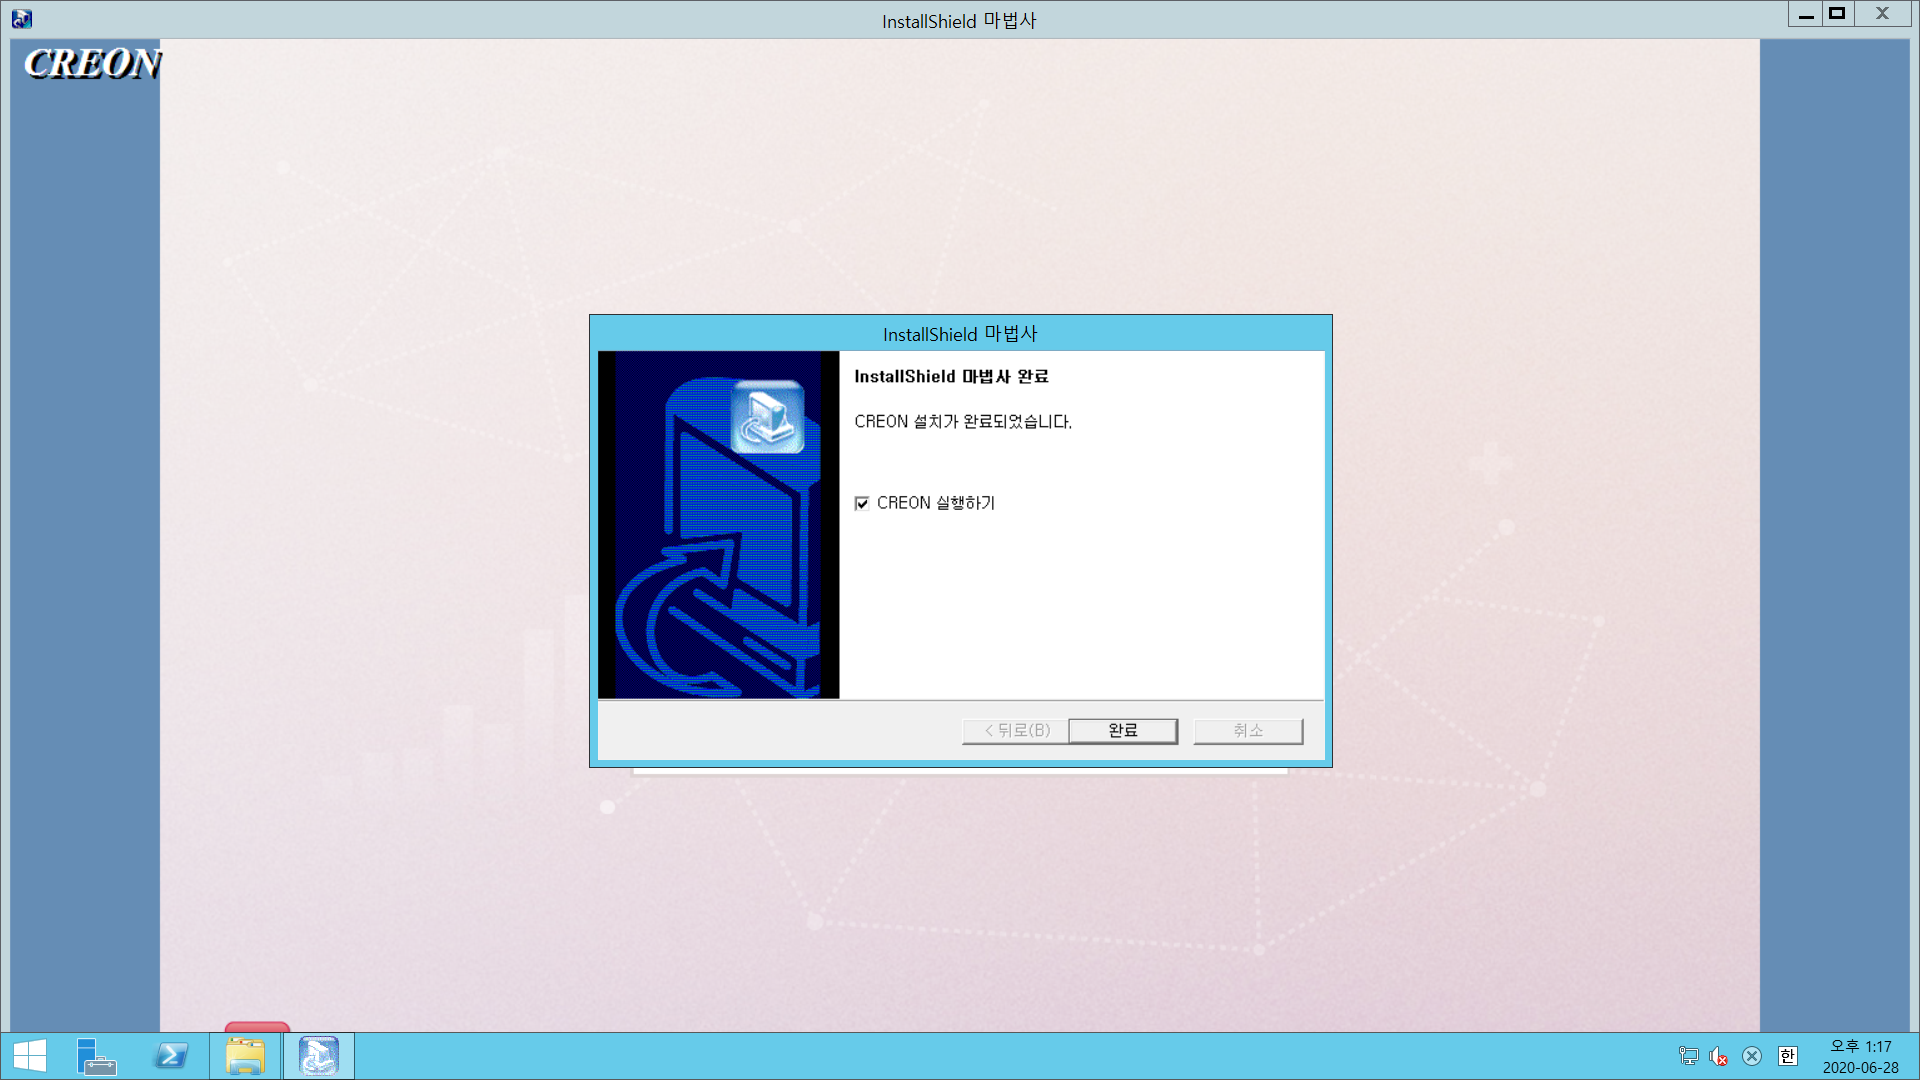 InstallShield 마법사
CREON
InstallShield 마법사
InstallShield 마법사 완료
CREON 설치가 완료되었습니다.
CREON 실행하기
< 뒤로(B)
완료
취소
한
오후 1:17
2020-06-28